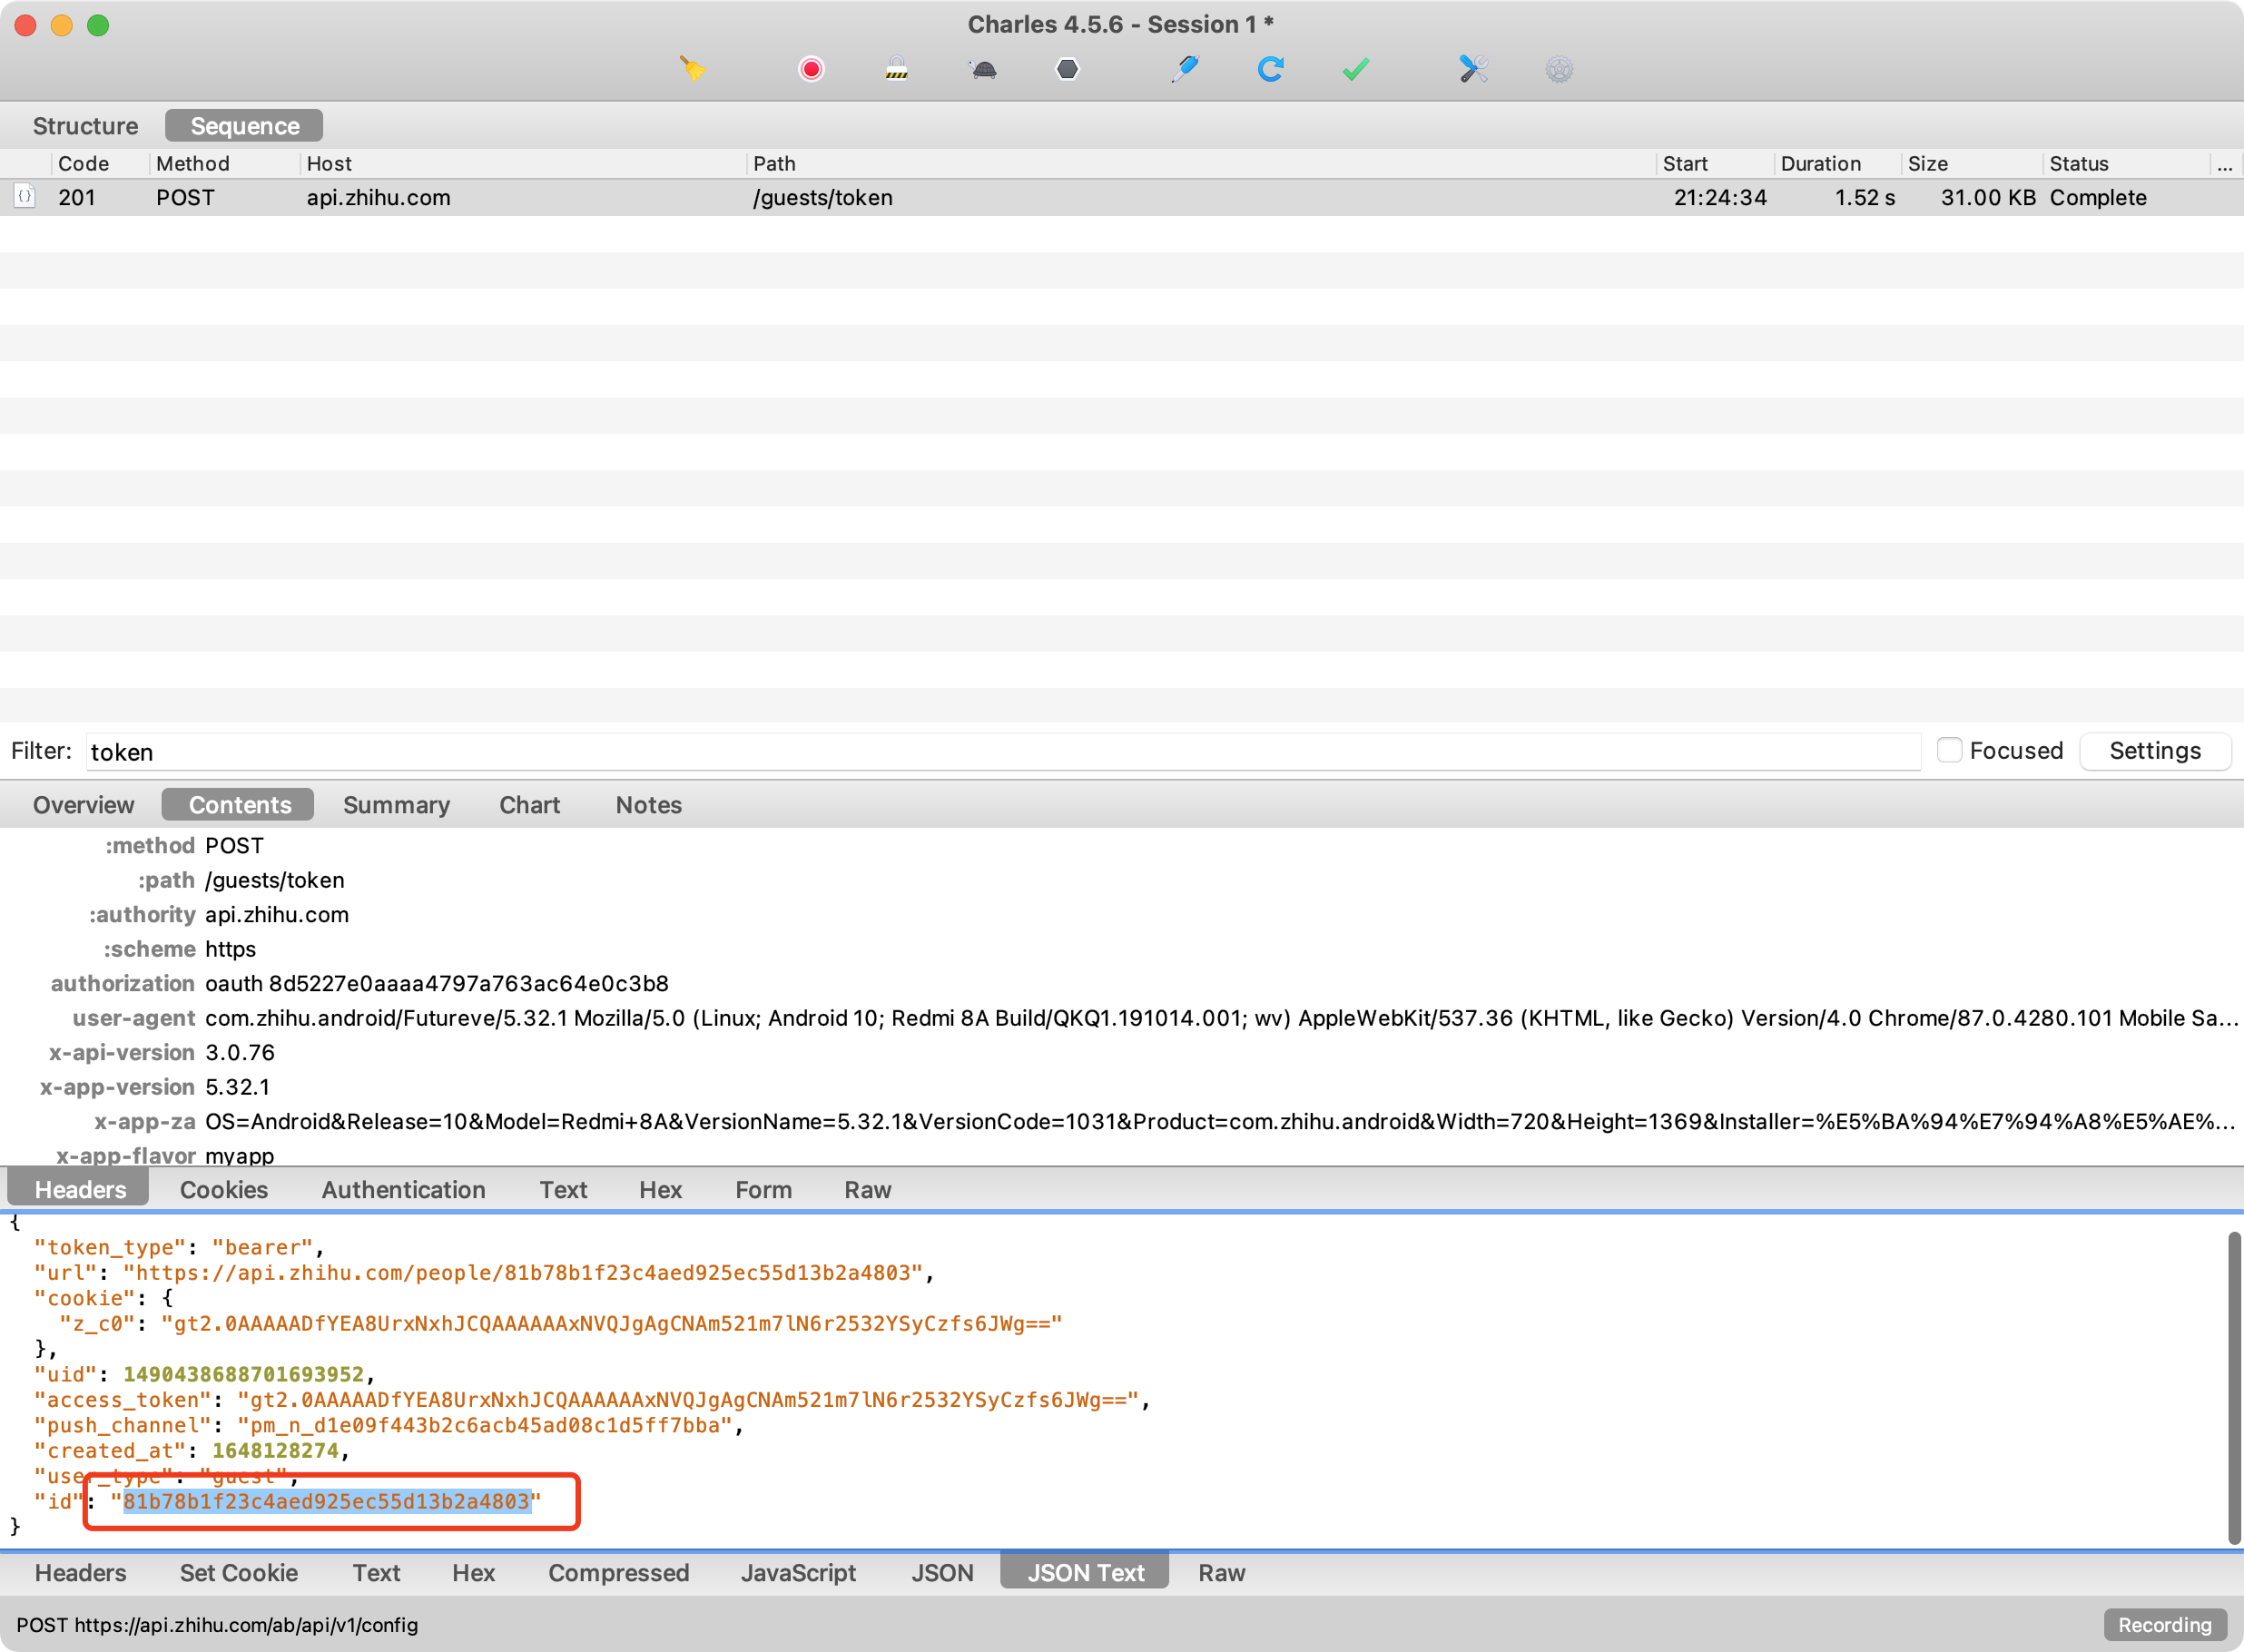 Charles 4.5.6 - Session 1 *
Structure Sequence
Code Method Host Path Start Duration Size Status ...
201 POST api.zhihu.com /guests/token 21:24:34 1.52 s 31.00 KB Complete
Filter: token Focused Settings
Overview Contents Summary Chart Notes
:method POST
:path /guests/token
:authority api.zhihu.com
:scheme https
authorization oauth 8d5227e0aaaa4797a763ac64e0c3b8
user-agent com.zhihu.android/Futureve/5.32.1 Mozilla/5.0 (Linux; Android 10; Redmi 8A Build/QKQ1.191014.001; wv) AppleWebKit/537.36 (KHTML, like Gecko) Version/4.0 Chrome/87.0.4280.101 Mobile Sa...
x-api-version 3.0.76
x-app-version 5.32.1
x-app-za OS=Android&Release=10&Model=Redmi+8A&VersionName=5.32.1&VersionCode=1031&Product=com.zhihu.android&Width=720&Height=1369&Installer=%E5%BA%94%E7%94%A8%E5%AE%...
x-app-flavor myapp
Headers Cookies Authentication Text Hex Form Raw
{
"token_type": "bearer",
"url": "https://api.zhihu.com/people/81b78b1f23c4aed925ec55d13b2a4803",
"cookie": {
"z_c0": "gt2.0AAAAADfYEA8UrxNxhJCQAAAAAAxNVQJgAgCNAm521m7lN6r2532YSyCzfs6JWg=="
},
"uid": 1490438688701693952,
"access_token": "gt2.0AAAAADfYEA8UrxNxhJCQAAAAAAxNVQJgAgCNAm521m7lN6r2532YSyCzfs6JWg==",
"push_channel": "pm_n_d1e09f443b2c6acb45ad08c1d5ff7bba",
"created_at": 1648128274,
"user_type": "guest",
"id": "81b78b1f23c4aed925ec55d13b2a4803"
}
Headers Set Cookie Text Hex Compressed JavaScript JSON JSON Text Raw
POST https://api.zhihu.com/ab/api/v1/config Recording